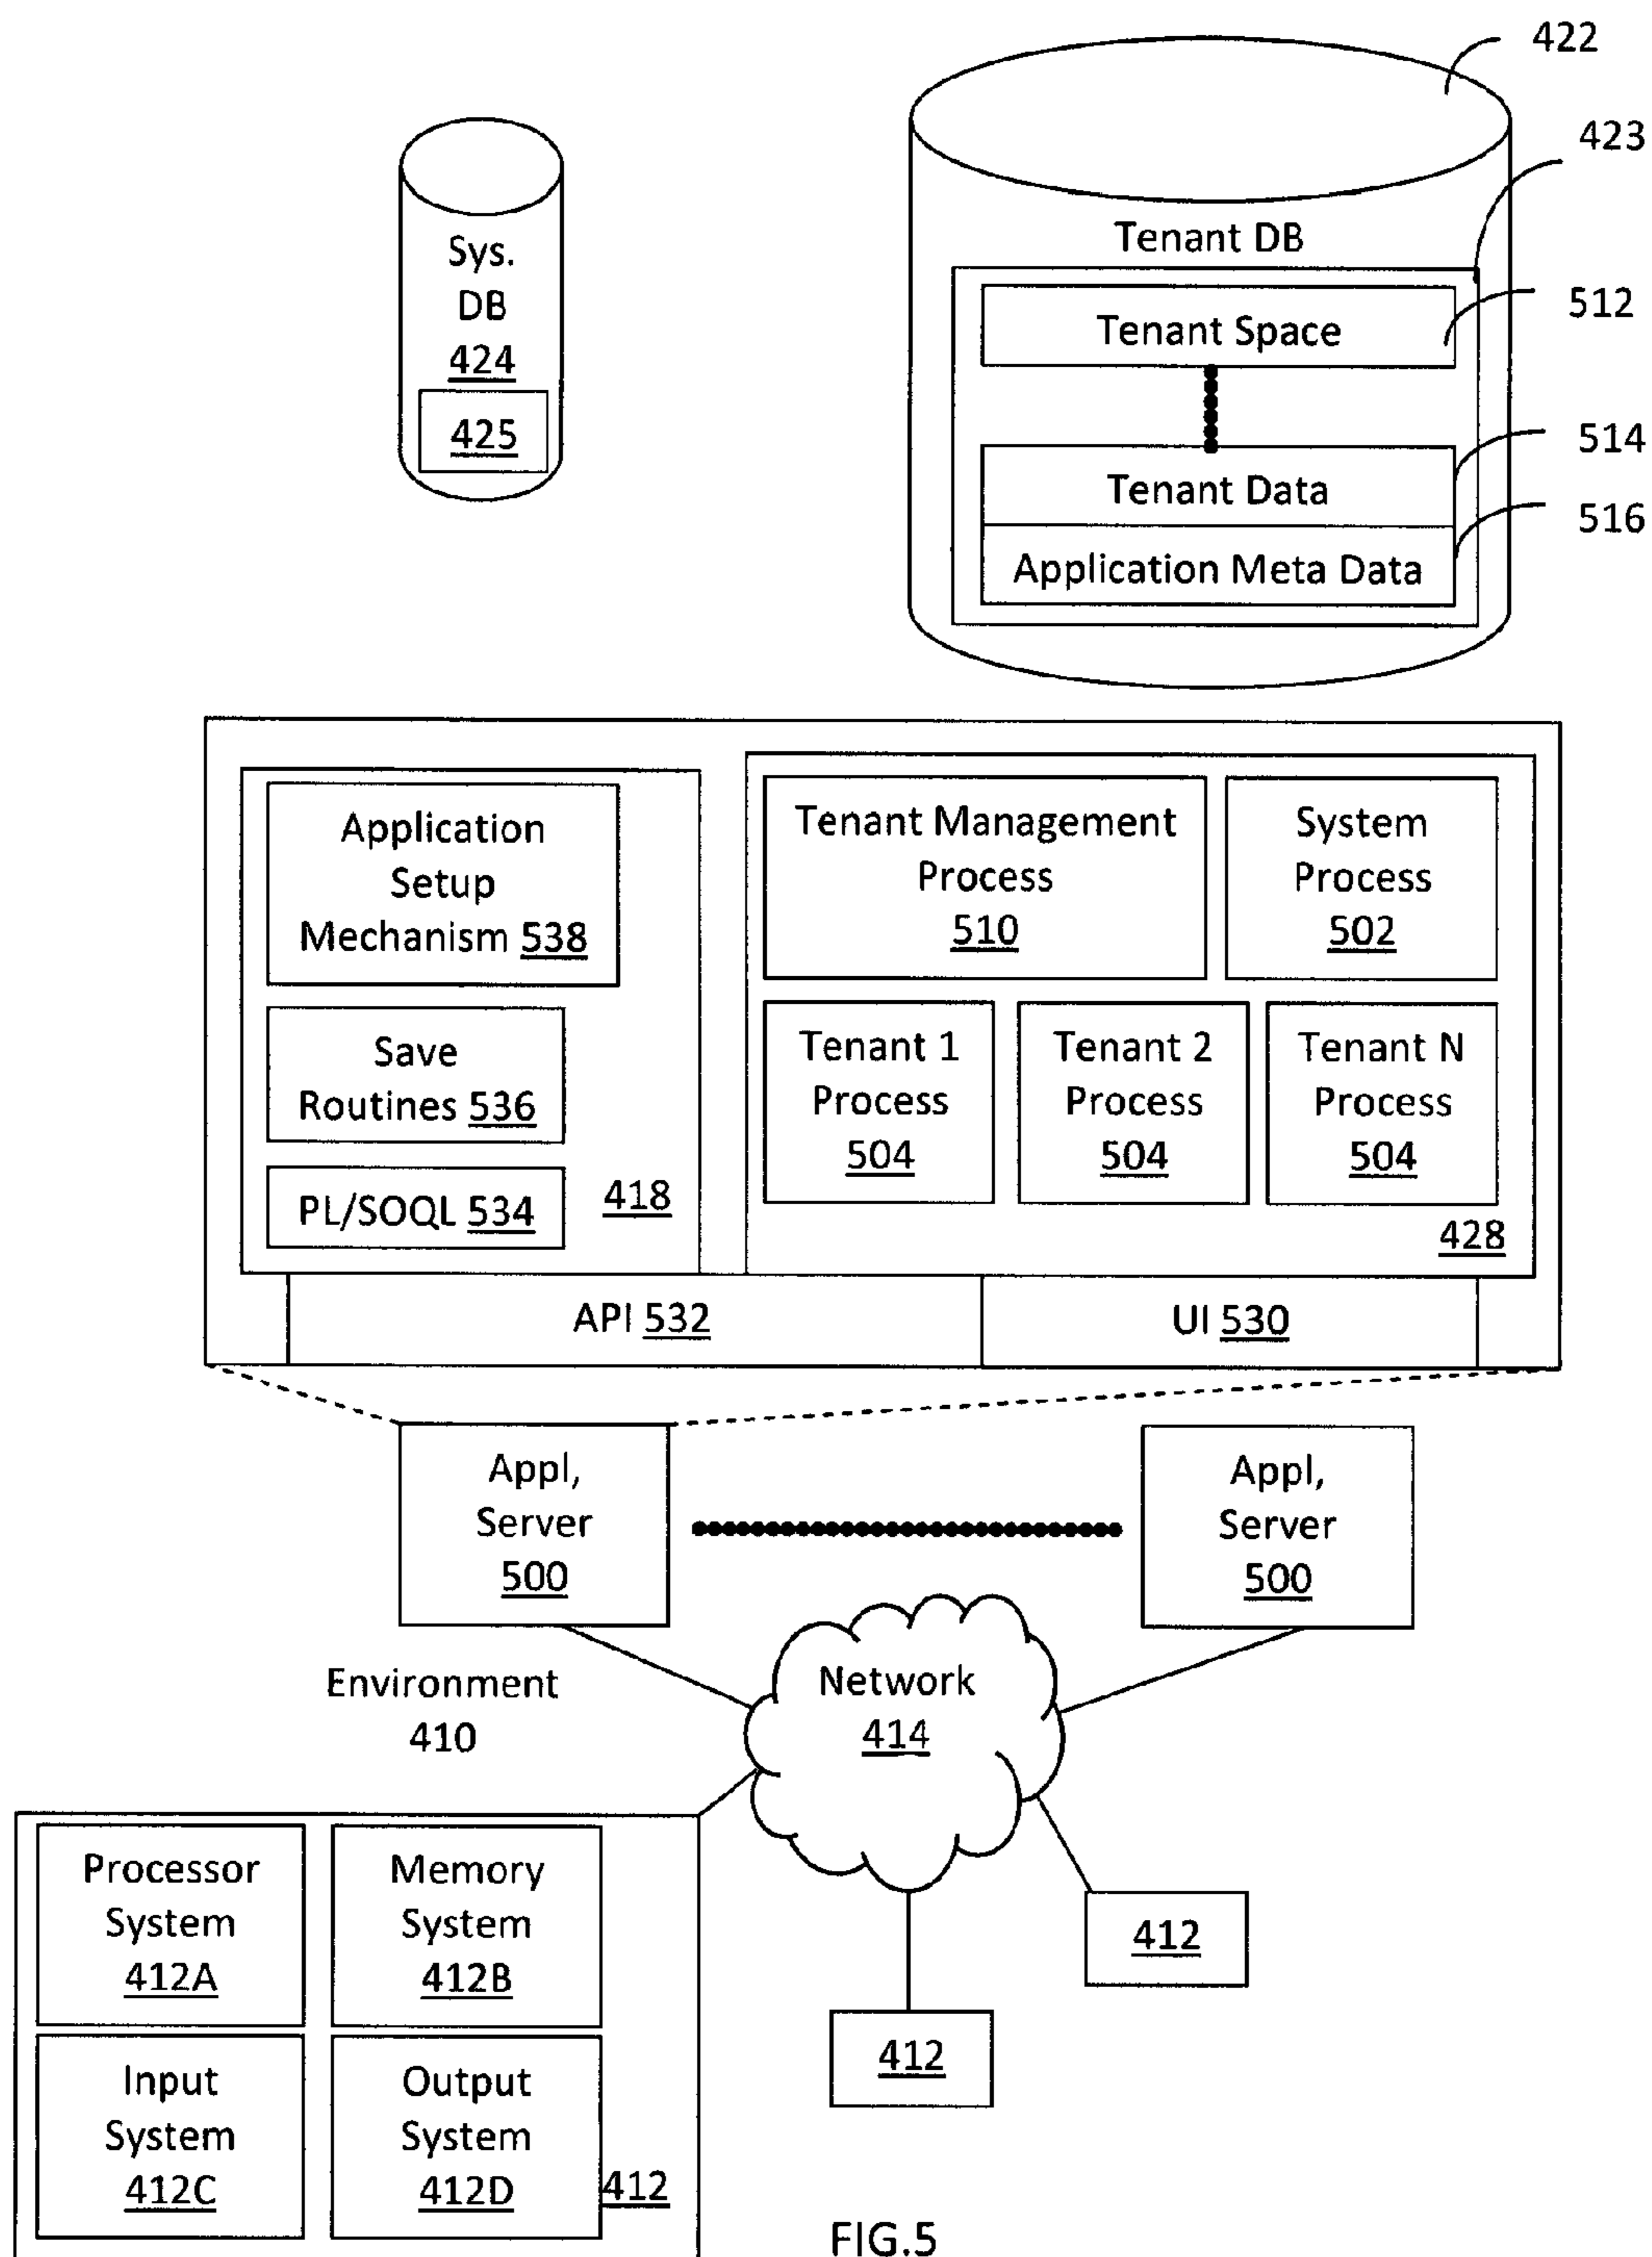 422
423
Tenant DB
Sys.
DB
424
425
Tenant Space
512
514
Tenant Data
516
Application Meta Data
Application
Setup
Mechanism 538
Tenant Management
Process
510
System
Process
502
Save
Routines 536
Tenant 1
Process
504
Tenant 2
Process
504
Tenant N
Process
504
PL/SOQL 534
418
428
API 532
UI 530
Appl,
Server
500
Appl,
Server
500
Environment
410
Network
414
Processor
System
412A
Memory
System
412B
412
412
Input
System
412C
Output
System
412D
412
FIG.5